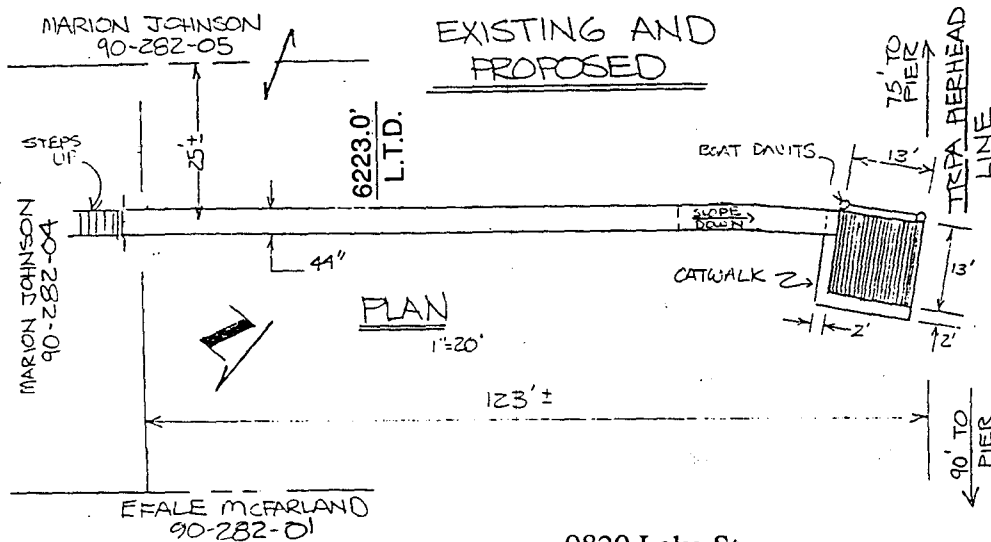 MARION JOHNSON
90-282-05
EXISTING AND
PROPOSED
75' TO
PIER
TRPA PIERHEAD
LINE
STEPS
UP
25'±
6223.0'
L.T.D.
BOAT DAVITS
13'
MARION JOHNSON
90-282-04
SLOPE
DOWN
44"
CATWALK
13'
PLAN
1"=20'
2'
2'
123'±
90' TO
PIER
EFALE McFARLAND
90-282-01
9820 Lake St